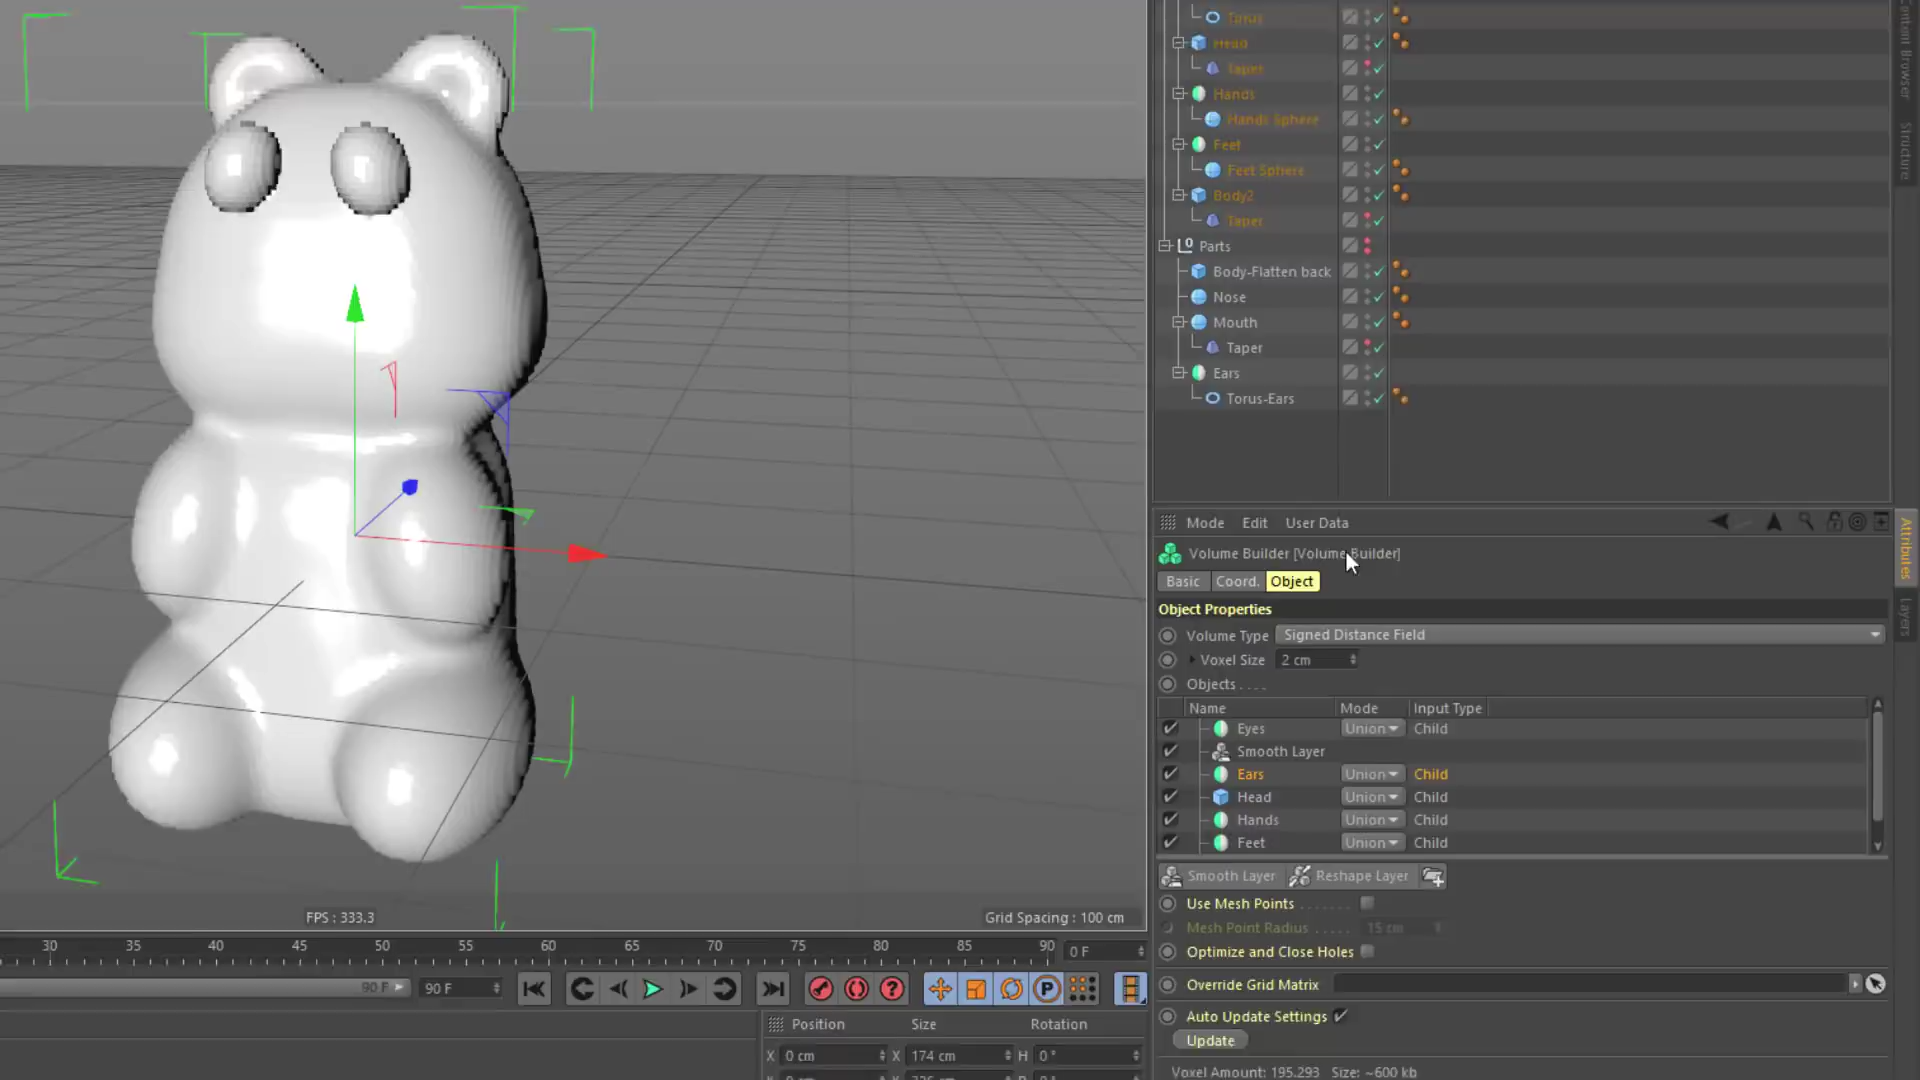 Torus
Head
Taper
Hands
Hands Sphere
Feet
Feet Sphere
Body2
Taper
Parts
Body-Flatten back
Nose
Mouth
Taper
Ears
Torus-Ears
Content Browser
Structure
Mode Edit User Data
Volume Builder [Volume Builder]
Basic Coord. Object
Object Properties
Volume Type Signed Distance Field
Voxel Size 2 cm
Objects . . . .
Name Mode Input Type
Eyes Union Child
Smooth Layer
Ears Union Child
Head Union Child
Hands Union Child
Feet Union Child
Smooth Layer Reshape Layer
Use Mesh Points . . . . . . .
Mesh Point Radius . . . . . 15 cm
Optimize and Close Holes
Override Grid Matrix
Auto Update Settings
Update
Voxel Amount: 195.293 Size: ~600 kb
Attributes
Layers
FPS : 333.3
Grid Spacing : 100 cm
30 35 40 45 50 55 60 65 70 75 80 85 90 0 F
90 F 90 F
P
Position Size Rotation
X 0 cm X 174 cm H 0 °